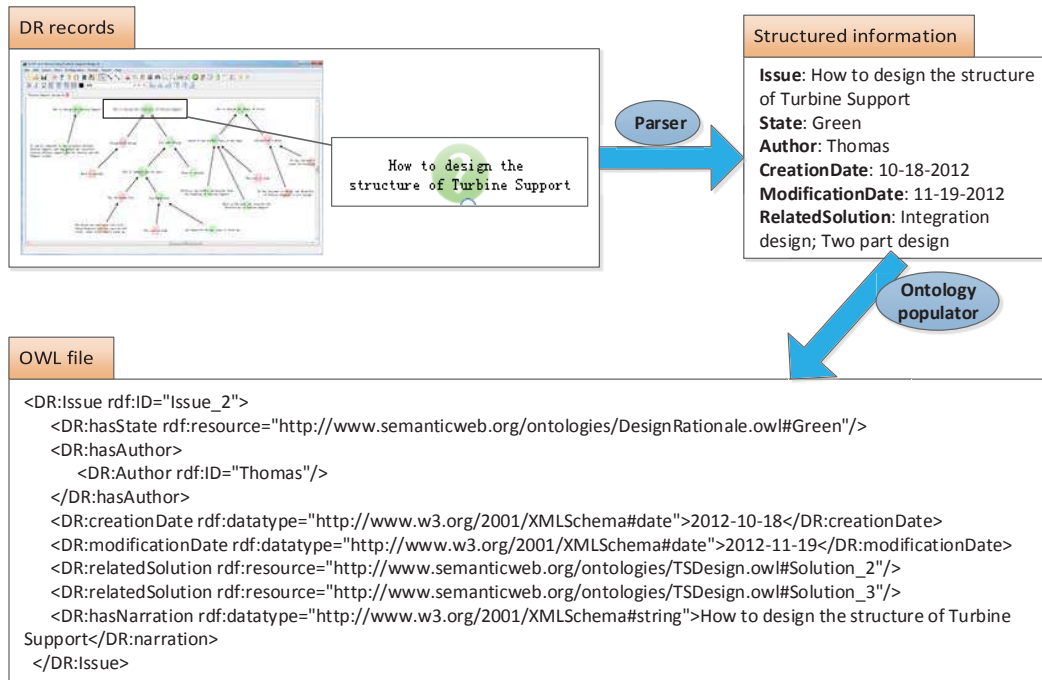 DR records
How to design the
structure of Turbine Support
Parser
Structured information
Issue: How to design the structure
of Turbine Support
State: Green
Author: Thomas
CreationDate: 10-18-2012
ModificationDate: 11-19-2012
RelatedSolution: Integration
design; Two part design
Ontology
populator
OWL file
<DR:Issue rdf:ID="Issue_2">
<DR:hasState rdf:resource="http://www.semanticweb.org/ontologies/DesignRationale.owl#Green"/>
<DR:hasAuthor>
<DR:Author rdf:ID="Thomas"/>
</DR:hasAuthor>
<DR:creationDate rdf:datatype="http://www.w3.org/2001/XMLSchema#date">2012-10-18</DR:creationDate>
<DR:modificationDate rdf:datatype="http://www.w3.org/2001/XMLSchema#date">2012-11-19</DR:modificationDate>
<DR:relatedSolution rdf:resource="http://www.semanticweb.org/ontologies/TSDesign.owl#Solution_2"/>
<DR:relatedSolution rdf:resource="http://www.semanticweb.org/ontologies/TSDesign.owl#Solution_3"/>
<DR:hasNarration rdf:datatype="http://www.w3.org/2001/XMLSchema#string">How to design the structure of Turbine
Support</DR:narration>
</DR:Issue>